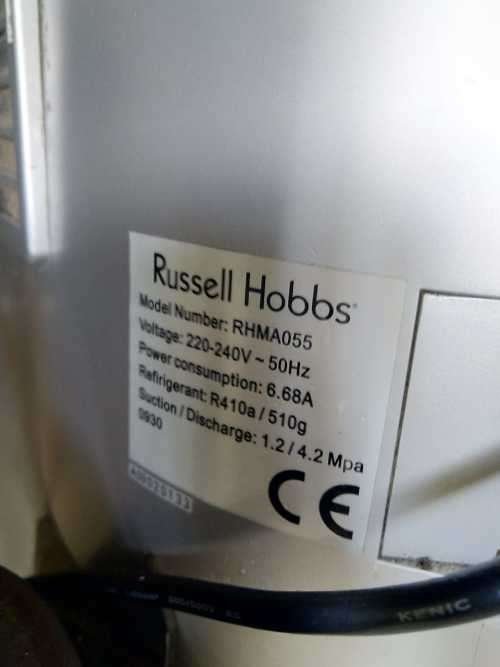 Russell Hobbs
Model Number: RHMA055
Voltage: 220-240V ~ 50Hz
Power consumption: 6.68A
Refrigerant: R410a / 510g
Suction / Discharge: 1.2 / 4.2 Mpa
0930
CE
A0020133
KENIC